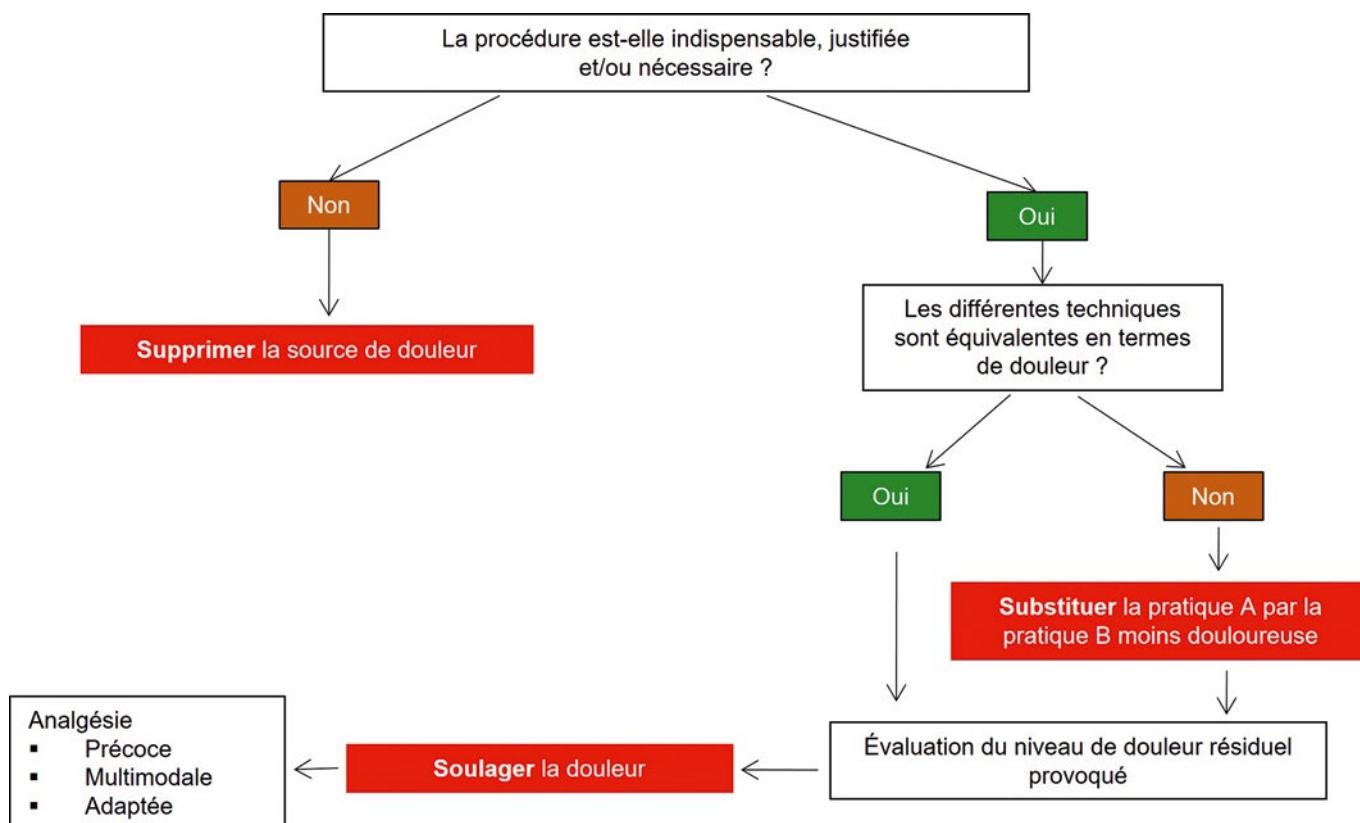 La procédure est-elle indispensable, justifiée
et/ou nécessaire ?
Non
Oui
Supprimer la source de douleur
Les différentes techniques
sont équivalentes en termes
de douleur ?
Oui
Non
Substituer la pratique A par la
pratique B moins douloureuse
Évaluation du niveau de douleur résiduel
provoqué
Soulager la douleur
Analgésie
▪ Précoce
▪ Multimodale
▪ Adaptée